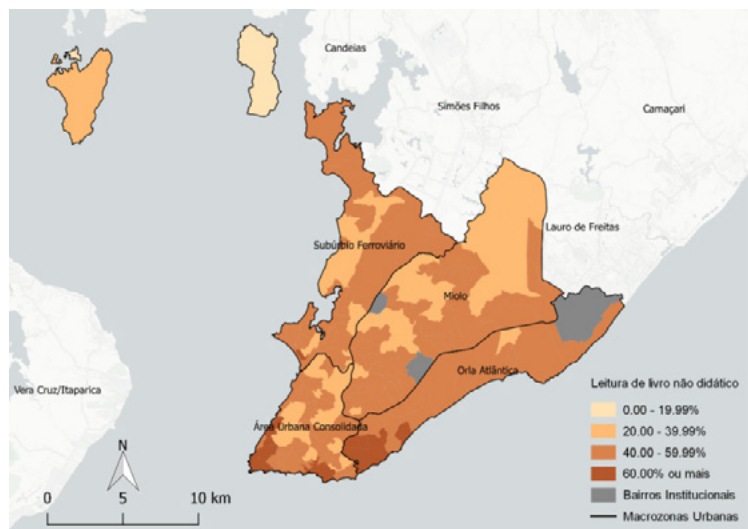 Candeias
Simões Filhos
Camaçari
Lauro de Freitas
Subúrbio Ferroviário
Miolo
Orla Atlântica
Vera Cruz/Itaparica
Área Urbana Consolidada
N
0 5 10 km
Leitura de livro não didático
0.00 - 19.99%
20.00 - 39.99%
40.00 - 59.99%
60.00% ou mais
Bairros Institucionais
Macrozonas Urbanas